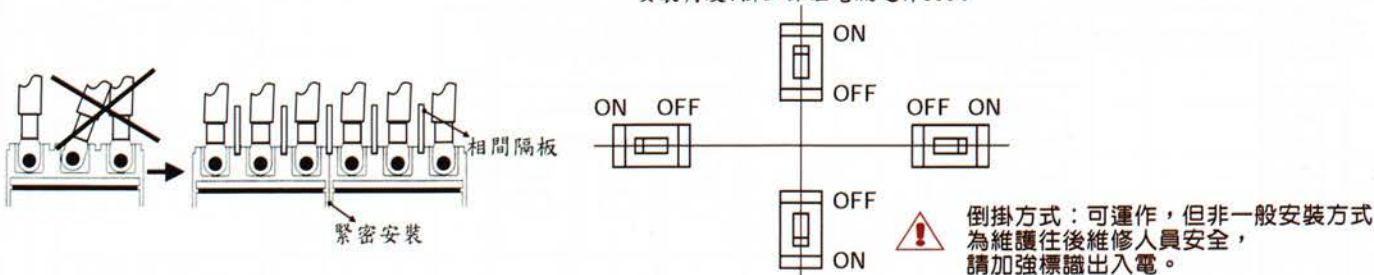 ON
OFF
ON OFF
OFF ON
相間隔板
緊密安裝
OFF
ON
倒掛方式：可運作，但非一般安裝方式
為維護往後維修人員安全，
請加強標識出入電。